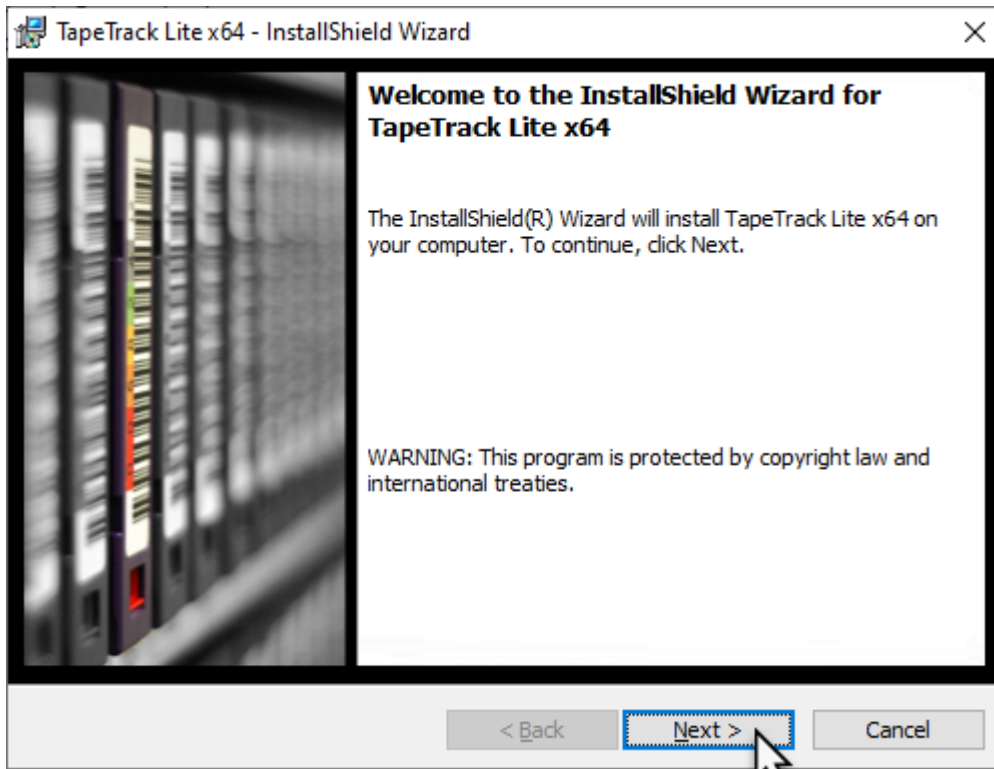 TapeTrack Lite x64 - InstallShield Wizard
Welcome to the InstallShield Wizard for
TapeTrack Lite x64
The InstallShield(R) Wizard will install TapeTrack Lite x64 on
your computer. To continue, click Next.
WARNING: This program is protected by copyright law and
international treaties.
< Back
Next >
Cancel